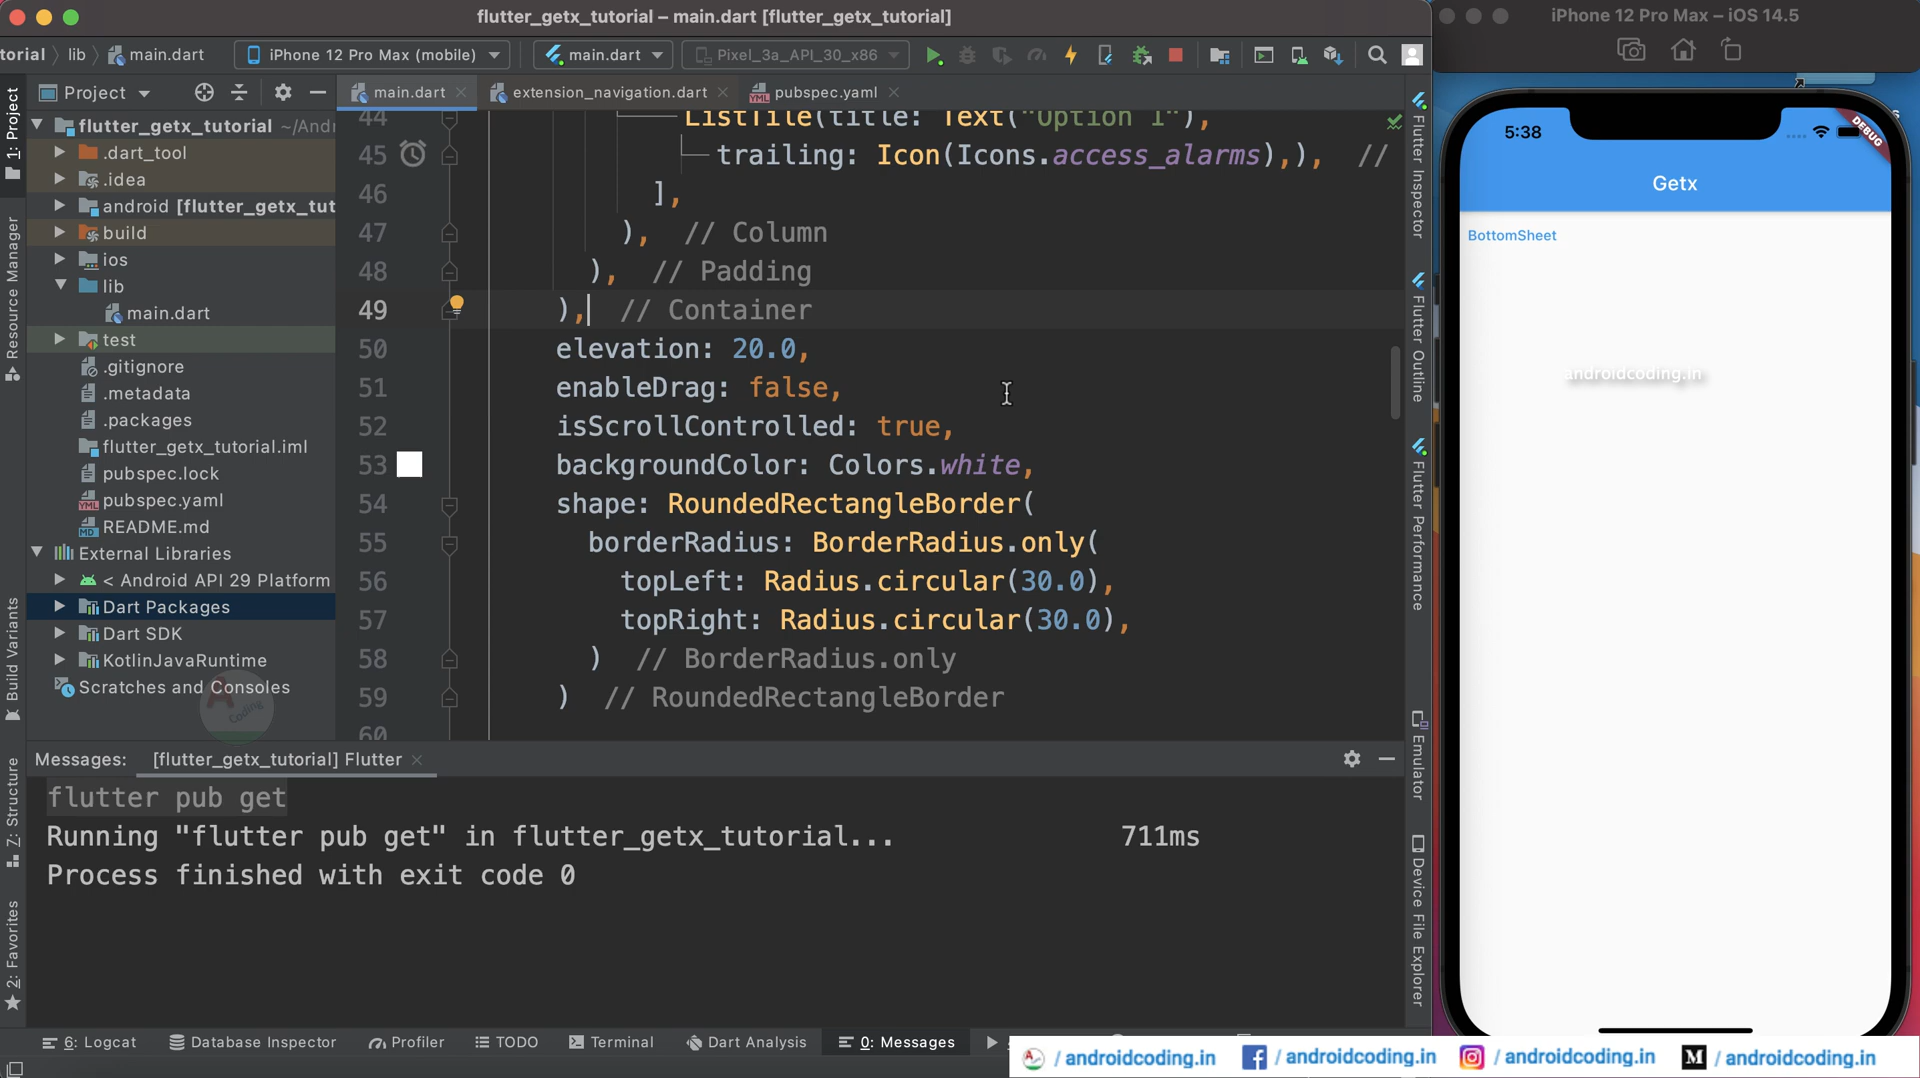 flutter_getx_tutorial – main.dart [flutter_getx_tutorial]
torial
lib
main.dart
iPhone 12 Pro Max (mobile)
main.dart
Pixel_3a_API_30_x86
Project
main.dart
extension_navigation.dart
pubspec.yaml
flutter_getx_tutorial ~/And
.dart_tool
.idea
android [flutter_getx_tut
build
ios
lib
main.dart
test
.gitignore
.metadata
.packages
flutter_getx_tutorial.iml
pubspec.lock
pubspec.yaml
README.md
External Libraries
< Android API 29 Platform
Dart Packages
Dart SDK
KotlinJavaRuntime
Scratches and Consoles
1: Project
Resource Manager
Build Variants
7: Structure
2: Favorites
44 ListTile(title: Text("Option 1"),
45 trailing: Icon(Icons.access_alarms),), //
46 ],
47 ), // Column
48 ), // Padding
49 ), // Container
50 elevation: 20.0,
51 enableDrag: false,
52 isScrollControlled: true,
53 backgroundColor: Colors.white,
54 shape: RoundedRectangleBorder(
55 borderRadius: BorderRadius.only(
56 topLeft: Radius.circular(30.0),
57 topRight: Radius.circular(30.0),
58 ) // BorderRadius.only
59 ) // RoundedRectangleBorder
60
Flutter Inspector
Flutter Outline
Flutter Performance
Emulator
Device File Explorer
Messages: [flutter_getx_tutorial] Flutter
flutter pub get
Running "flutter pub get" in flutter_getx_tutorial... 711ms
Process finished with exit code 0
6: Logcat
Database Inspector
Profiler
TODO
Terminal
Dart Analysis
0: Messages
iPhone 12 Pro Max – iOS 14.5
5:38
DEBUG
Getx
BottomSheet
androidcoding.in
A
Coding
/ androidcoding.in
/ androidcoding.in
/ androidcoding.in
/ androidcoding.in